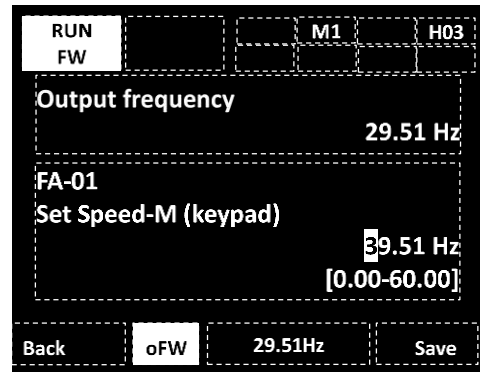 RUN
FW
M1
H03
Output frequency
29.51 Hz
FA-01
Set Speed-M (keypad)
39.51 Hz
[0.00-60.00]
Back oFW 29.51Hz Save